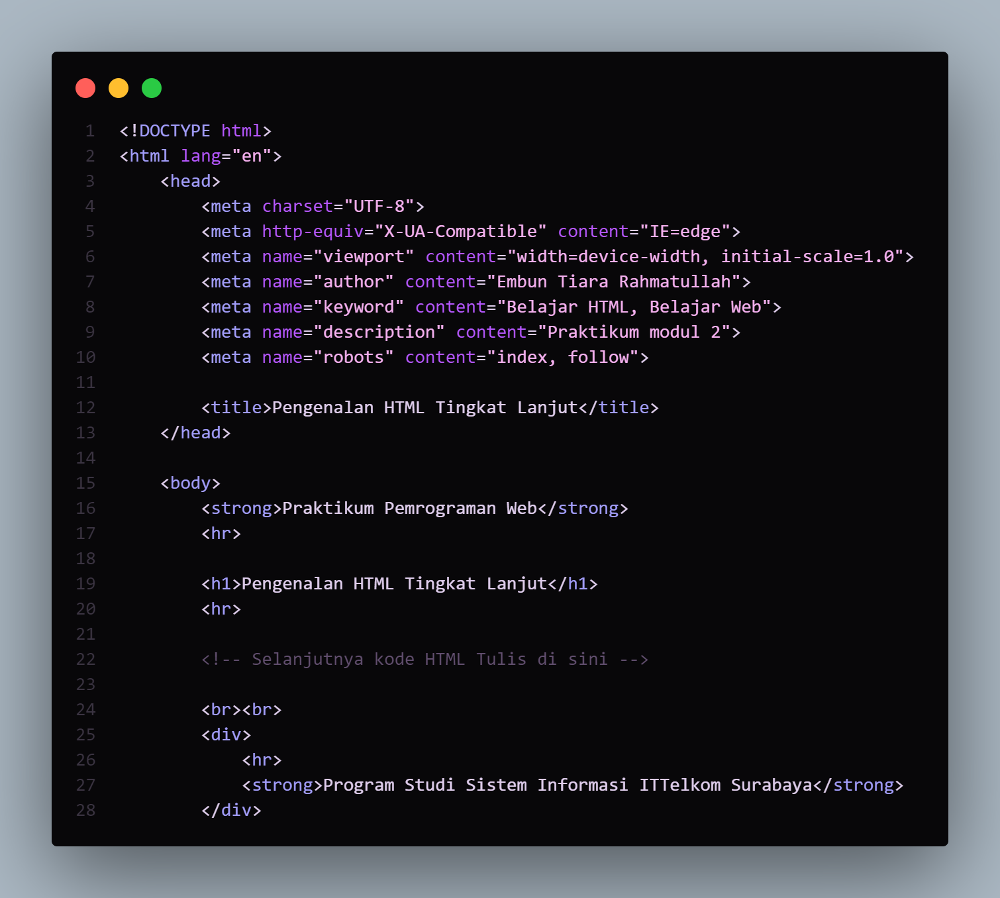 1 <!DOCTYPE html>
2 <html lang="en">
3     <head>
4         <meta charset="UTF-8">
5         <meta http-equiv="X-UA-Compatible" content="IE=edge">
6         <meta name="viewport" content="width=device-width, initial-scale=1.0">
7         <meta name="author" content="Embun Tiara Rahmatullah">
8         <meta name="keyword" content="Belajar HTML, Belajar Web">
9         <meta name="description" content="Praktikum modul 2">
10         <meta name="robots" content="index, follow">
11
12         <title>Pengenalan HTML Tingkat Lanjut</title>
13     </head>
14
15     <body>
16         <strong>Praktikum Pemrograman Web</strong>
17         <hr>
18
19         <h1>Pengenalan HTML Tingkat Lanjut</h1>
20         <hr>
21
22         <!-- Selanjutnya kode HTML Tulis di sini -->
23
24         <br><br>
25         <div>
26             <hr>
27             <strong>Program Studi Sistem Informasi ITTelkom Surabaya</strong>
28         </div>